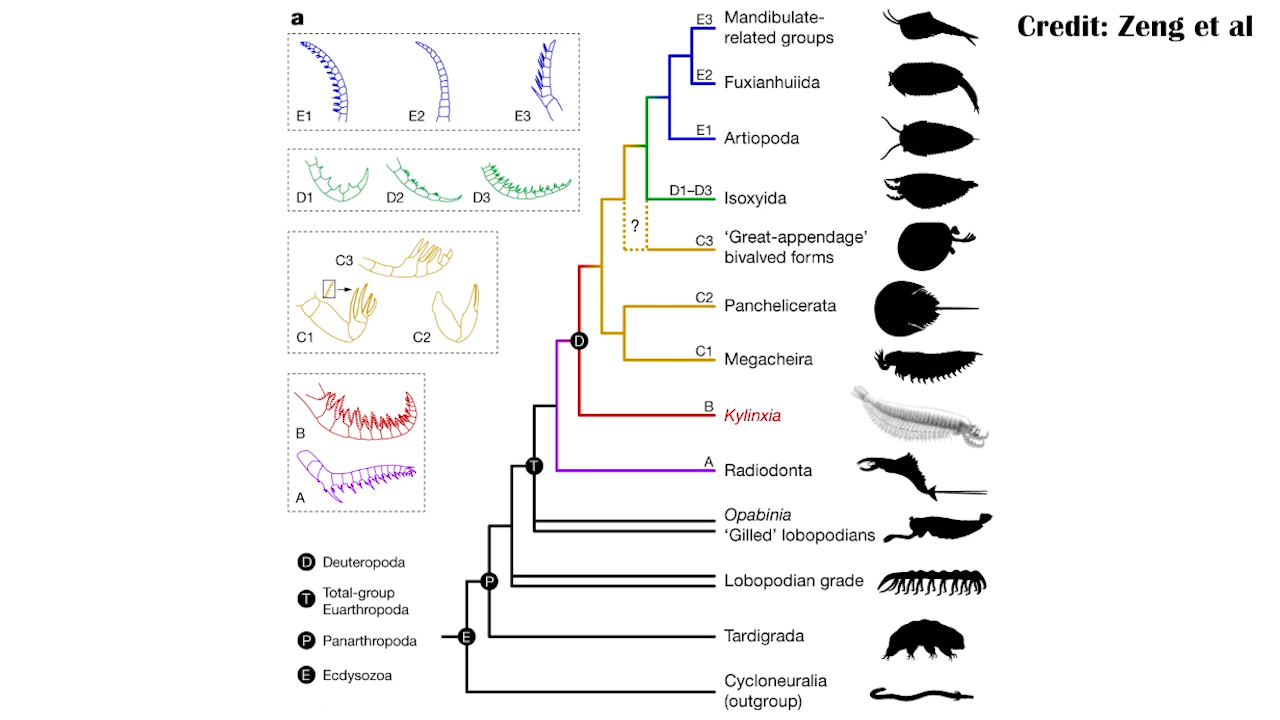 a
Credit: Zeng et al
E1
E2
E3
D1
D2
D3
C3
C1
C2
B
A
D Deuteropoda
T Total-group
Euarthropoda
P Panarthropoda
E Ecdysozoa
E3 Mandibulate-
related groups
E2 Fuxianhuiida
E1 Artiopoda
D1–D3 Isoxyida
?
C3 ‘Great-appendage’
bivalved forms
C2 Panchelicerata
C1 Megacheira
D
B Kylinxia
A Radiodonta
T
Opabinia
‘Gilled’ lobopodians
P
Lobopodian grade
E
Tardigrada
Cycloneuralia
(outgroup)